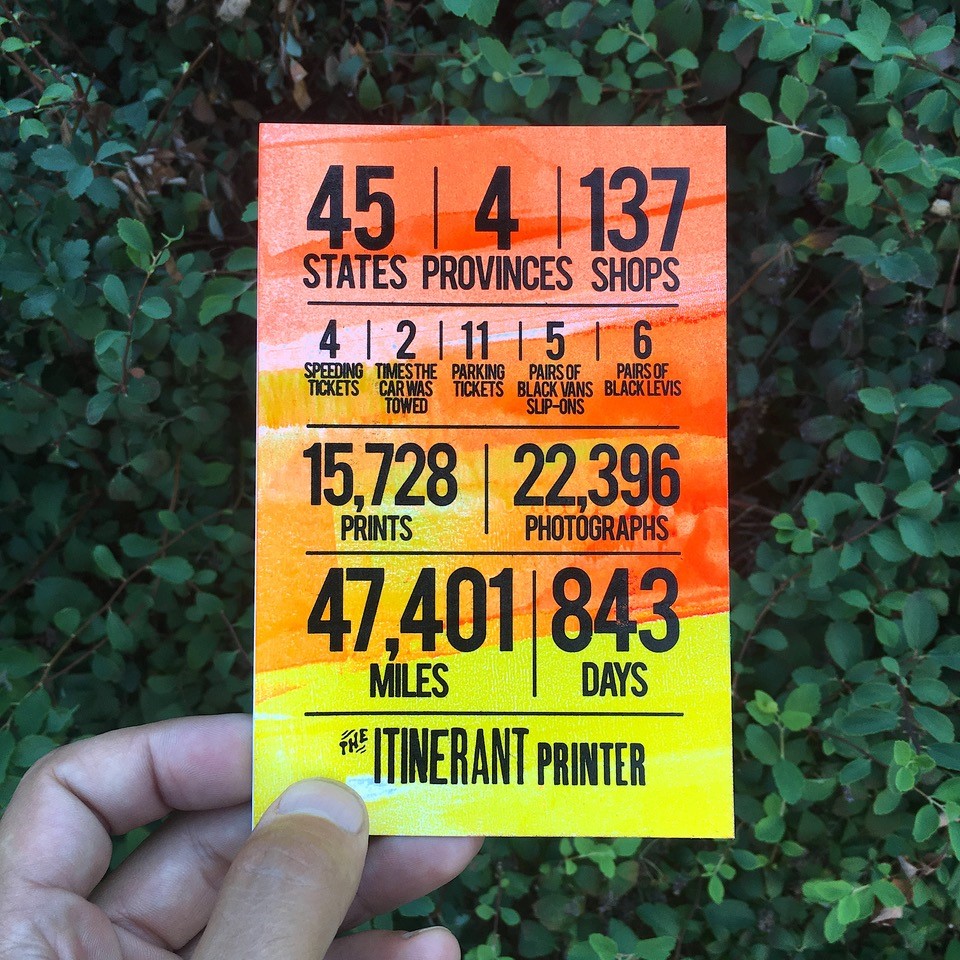 45 4 137
STATES PROVINCES SHOPS
4 2 11 5 6
SPEEDING TIMES THE PARKING PAIRS OF PAIRS OF
TICKETS CAR WAS TICKETS BLACK VANS BLACK LEVIS
TOWED SLIP-ONS
15,728 22,396
PRINTS PHOTOGRAPHS
47,401 843
MILES DAYS
THE ITINERANT PRINTER